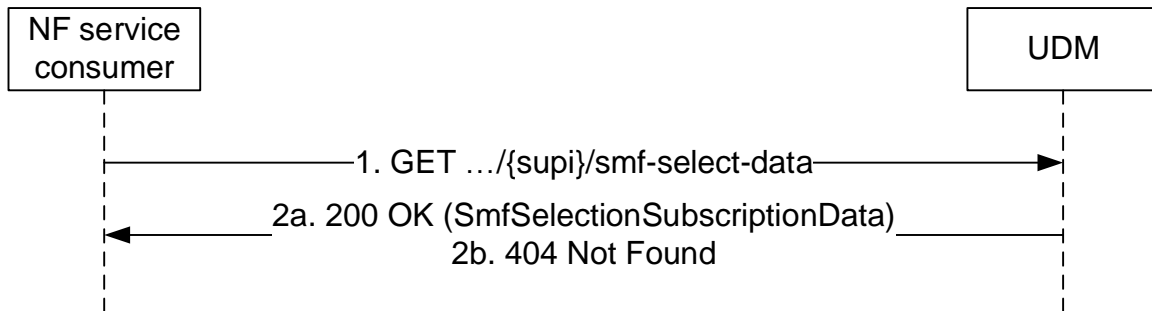 NF service
consumer
UDM
1. GET …/{supi}/smf-select-data
2a. 200 OK (SmfSelectionSubscriptionData)
2b. 404 Not Found